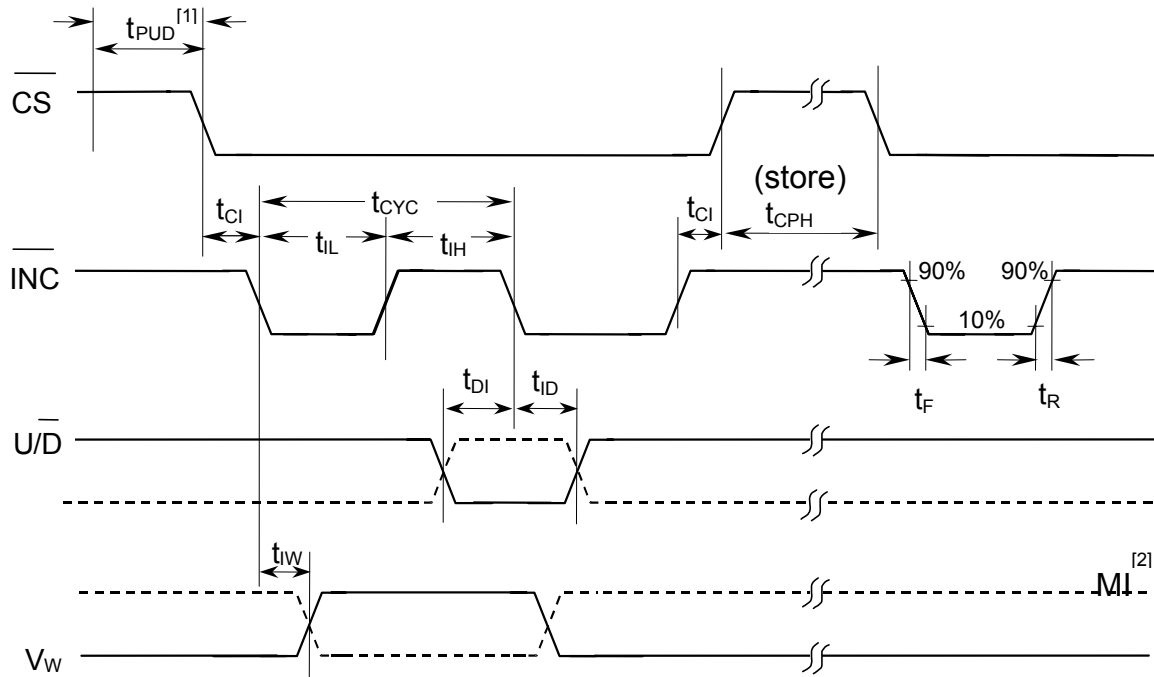 tPUD[1]
CS
(store)
tCI
tCYC
tCI
tCPH
tIL
tIH
INC
90%
90%
10%
tDI
tID
tF
tR
U/D
tIW
MI[2]
VW